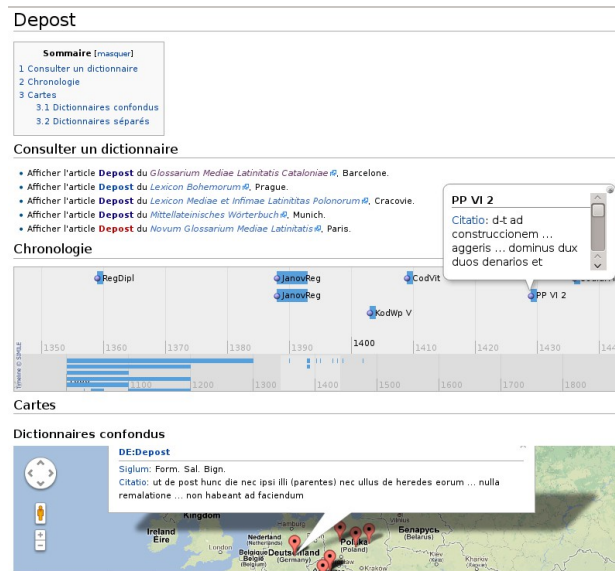 Depost
Sommaire [masquer]
1 Consulter un dictionnaire
2 Chronologie
3 Cartes
3.1 Dictionnaires confondus
3.2 Dictionnaires séparés
Consulter un dictionnaire
Afficher l'article Depost du Glossarium Mediae Latinitatis Cataloniae, Barcelone.
Afficher l'article Depost du Lexicon Bohemorum, Prague.
Afficher l'article Depost du Lexicon Mediae et Infimae Latinititas Polonorum, Cracovie.
Afficher l'article Depost du Mittellateinisches Wörterbuch, Munich.
Afficher l'article Depost du Novum Glossarium Mediae Latinitatis, Paris.
PP VI 2
Citatio: d-t ad
construccionem ...
aggeris ... dominus dux
duos denarios et
Chronologie
RegDipl
JanovReg
CodVit
JanovReg
PP VI 2
KodWp V
1350 1360 1370 1380 1390 1400 1410 1420 1430
Timeline © SIMILE
1100 1200 1300 1400 1500 1600 1700 1800
Cartes
Dictionnaires confondus
DE:Depost
Siglum: Form. Sal. Bign.
Citatio: ut de post hunc die nec ipsi illi (parentes) nec ullus de heredes eorum ... nulla
remalatione ... non habeant ad faciendum
Kingdom
Hamburg
Vilnius
Беларусь
(Belarus)
Ireland
Éire
London
Nederland
(Netherlands)
Polska
(Poland)
België
(Belgium)
Deutschland
(Germany)
Kraków